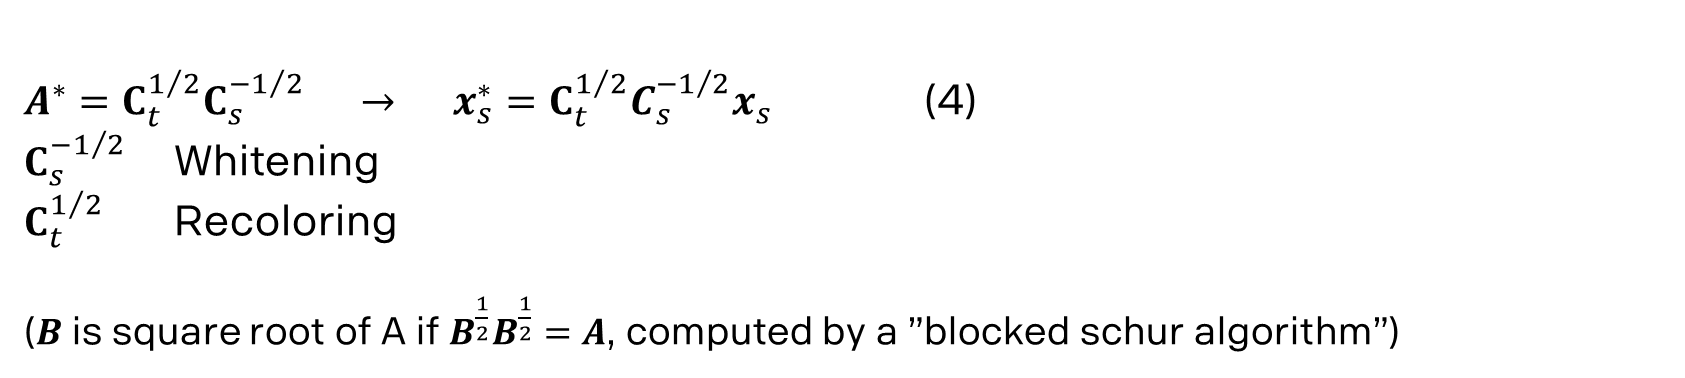 A* = C_t^{1/2} C_s^{-1/2} → x_s^* = C_t^{1/2} C_s^{-1/2} x_s (4)
C_s^{-1/2} Whitening
C_t^{1/2} Recoloring
(B is square root of A if B^{1/2} B^{1/2} = A, computed by a ”blocked schur algorithm”)